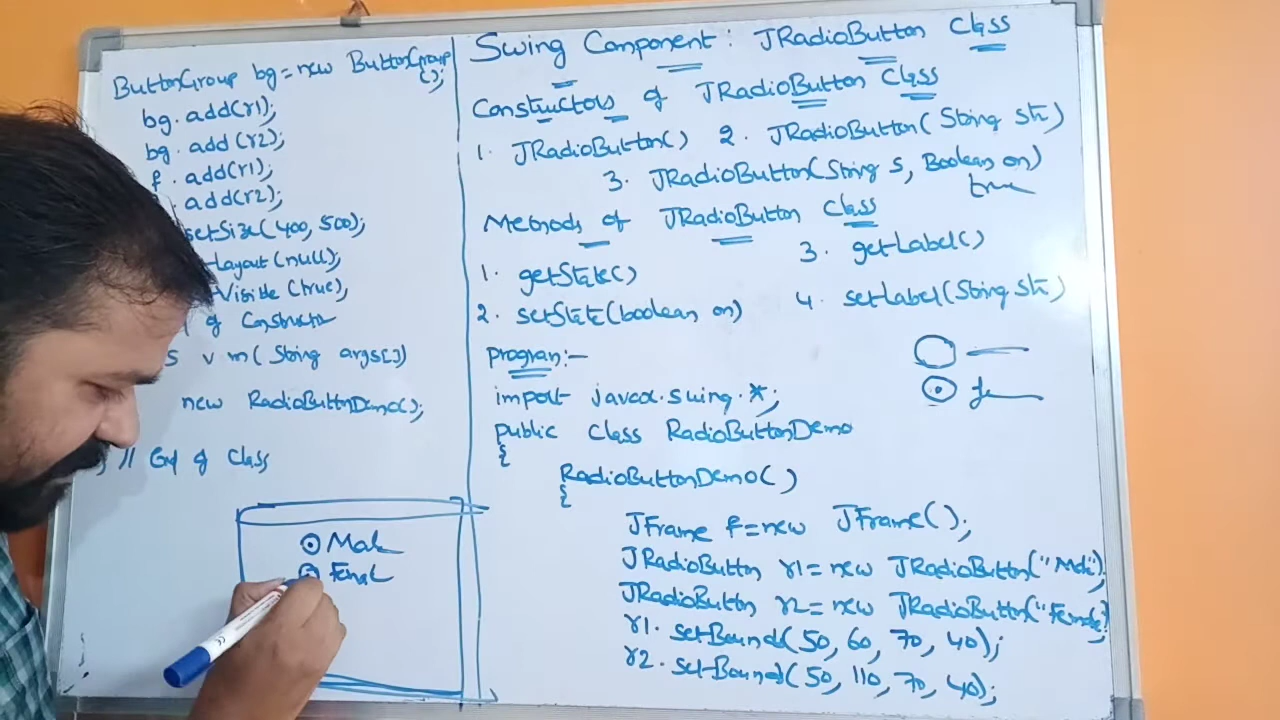 Swing Component: JRadioButton Class
Constructors of JRadioButton Class
1. JRadioButton() 2. JRadioButton(String str)
3. JRadioButton(String s, Boolean on)
true
Methods of JRadioButton Class
1. getState()
3. getLabel()
2. setState(boolean on)
4. setLabel(String str)
program:-
import javax.swing.*;
public class RadioButtonDemo
{
RadioButtonDemo()
{
JFrame f=new JFrame();
JRadioButton r1=new JRadioButton("Male");
JRadioButton r2=new JRadioButton("Female");
r1.setBounds(50, 60, 70, 40);
r2.setBounds(50, 110, 70, 40);
ButtonGroup bg=new ButtonGroup
();
bg.add(r1);
bg.add(r2);
f.add(r1);
.add(r2);
setSize(400, 500);
Layout(null);
Visible(true);
of Constructor
S v m(String args[])
new RadioButtonDemo();
} // End of Class
Male
Female